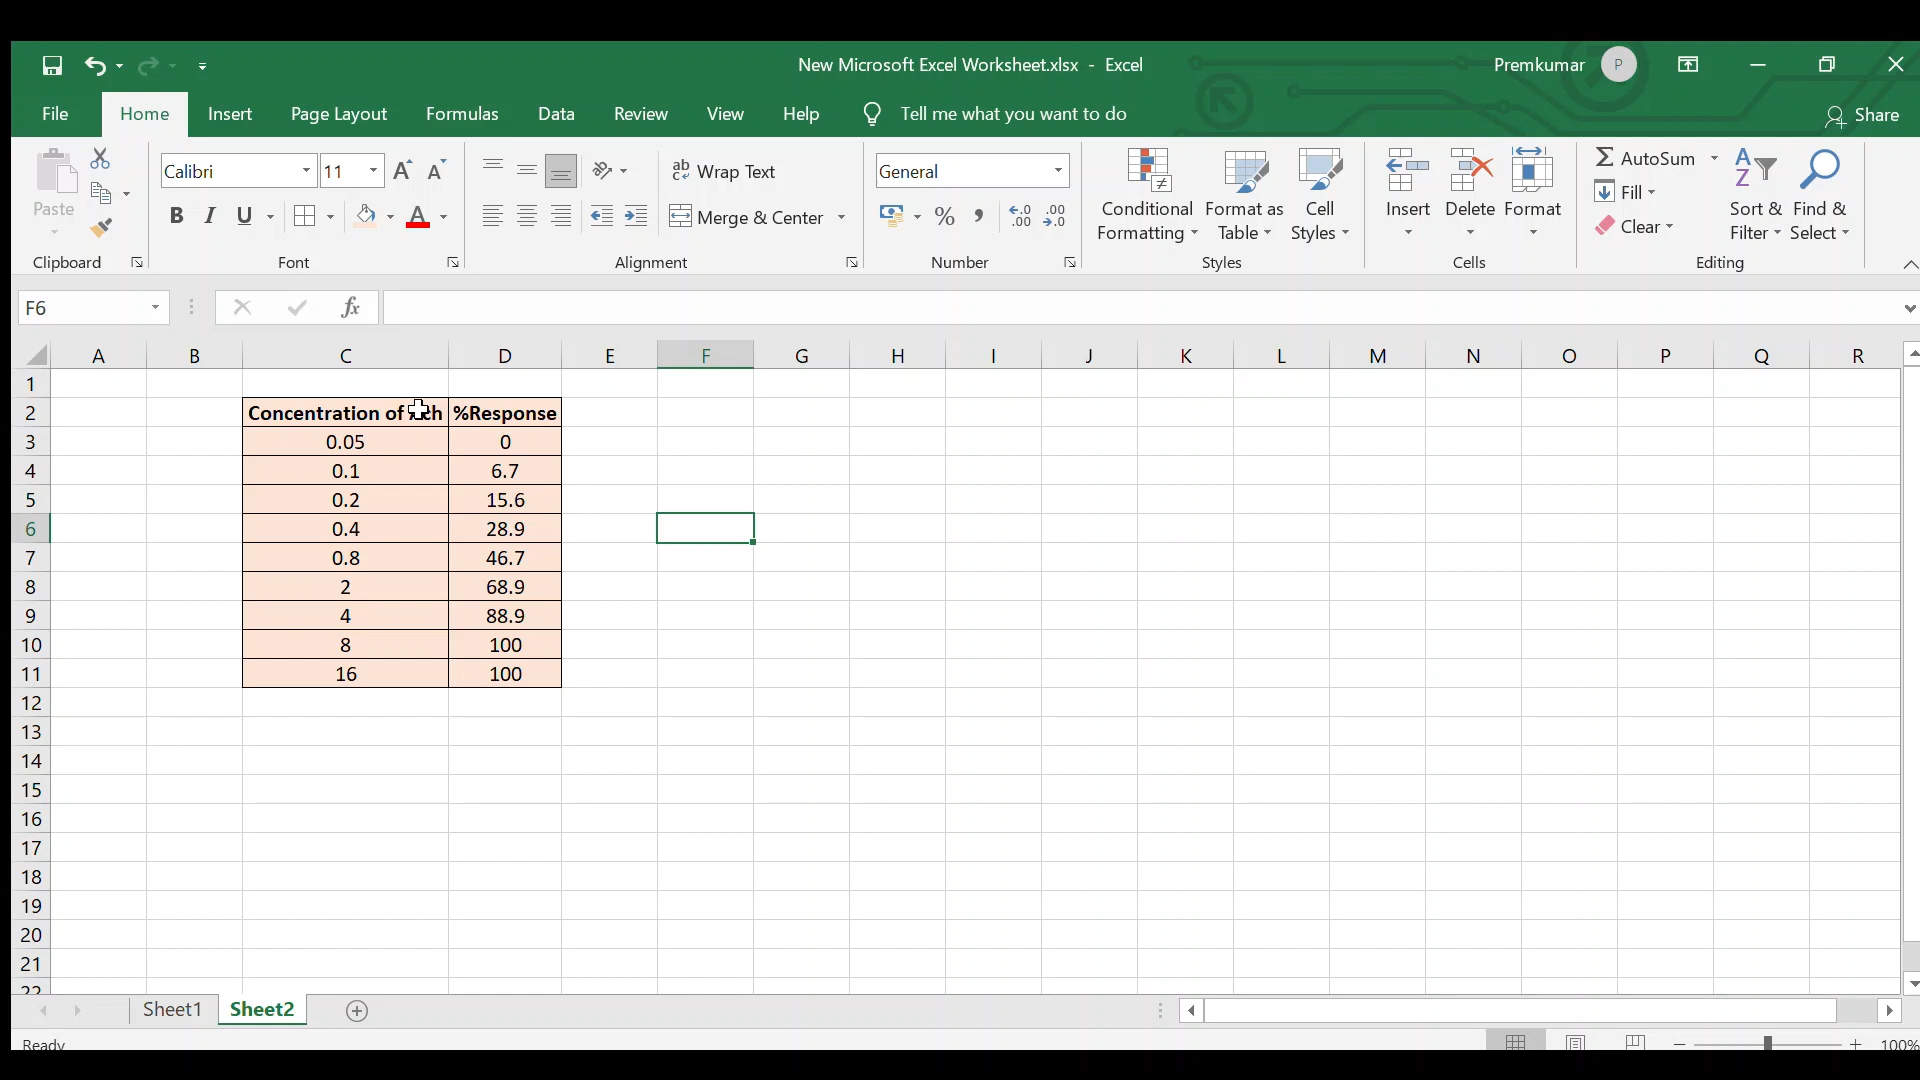 New Microsoft Excel Worksheet.xlsx - Excel
Premkumar P
File Home Insert Page Layout Formulas Data Review View Help Tell me what you want to do Share
Paste
Clipboard
Calibri 11
B I U A
Font
ab Wrap Text
Merge & Center
Alignment
General
% , .0 .00
Number
Conditional Formatting
Format as Table
Cell Styles
Styles
Insert Delete Format
Cells
Σ AutoSum
Fill
Clear
Sort & Filter
Find & Select
Editing
F6 fx
A B C D E F G H I J K L M N O P Q R
1
2 Concentration of %Response
3 0.05 0
4 0.1 6.7
5 0.2 15.6
6 0.4 28.9
7 0.8 46.7
8 2 68.9
9 4 88.9
10 8 100
11 16 100
12
13
14
15
16
17
18
19
20
21
22
Sheet1 Sheet2
Ready 100%